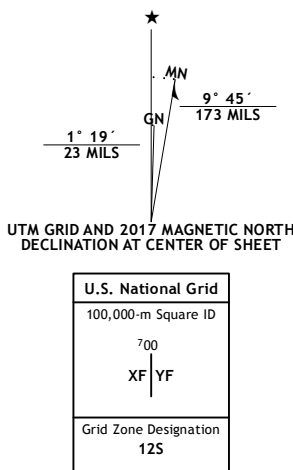 ★
MN
GN
1° 19´
23 MILS
9° 45´
173 MILS
UTM GRID AND 2017 MAGNETIC NORTH
DECLINATION AT CENTER OF SHEET
U.S. National Grid
100,000-m Square ID
⁷00
XF YF
Grid Zone Designation
12S